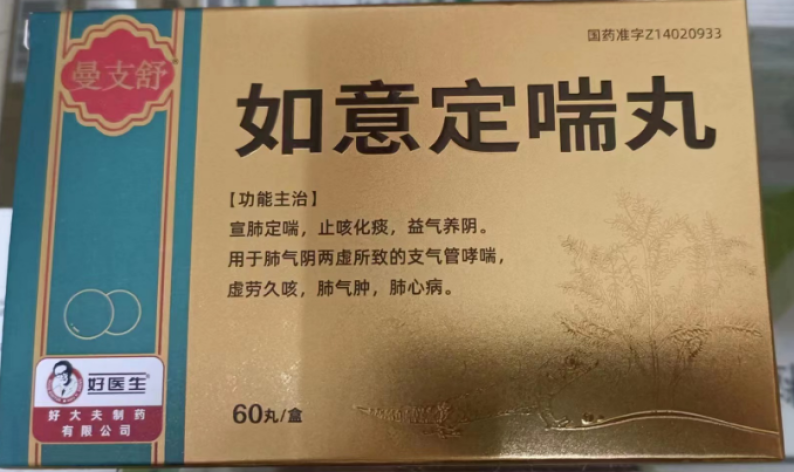 国药准字Z14020933
曼支舒
如意定喘丸
【功能主治】
宣肺定喘，止咳化痰，益气养阴。
用于肺气阴两虚所致的支气管哮喘，
虚劳久咳，肺气肿，肺心病。
60丸/盒
好医生
好大夫制药
有限公司